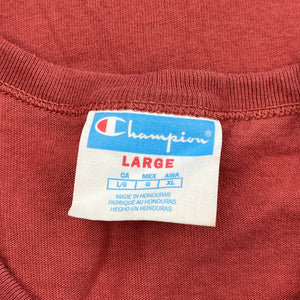 Champion
LARGE
CA MEX ASIA
L/G G XL
MADE IN HONDURAS
FABRIQUÉ AU HONDURAS
HECHO EN HONDURAS